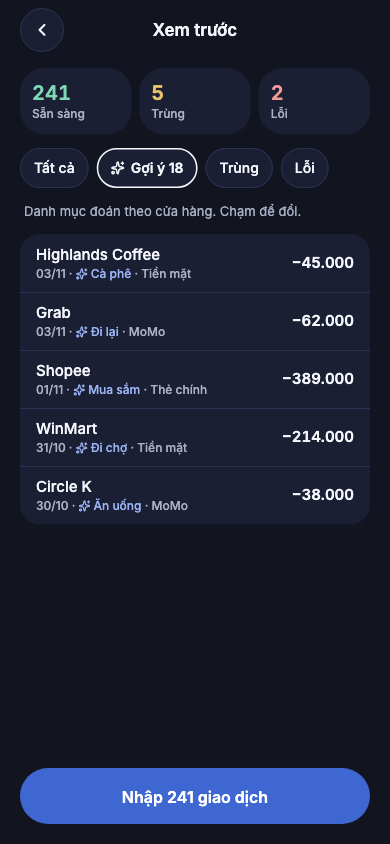 Xem trước
241
Sẵn sàng
5
Trùng
2
Lỗi
Tất cả
Gợi ý 18
Trùng
Lỗi
Danh mục đoán theo cửa hàng. Chạm để đổi.
Highlands Coffee
−45.000
03/11 · Cà phê · Tiền mặt
Grab
−62.000
03/11 · Đi lại · MoMo
Shopee
−389.000
01/11 · Mua sắm · Thẻ chính
WinMart
−214.000
31/10 · Đi chợ · Tiền mặt
Circle K
−38.000
30/10 · Ăn uống · MoMo
Nhập 241 giao dịch